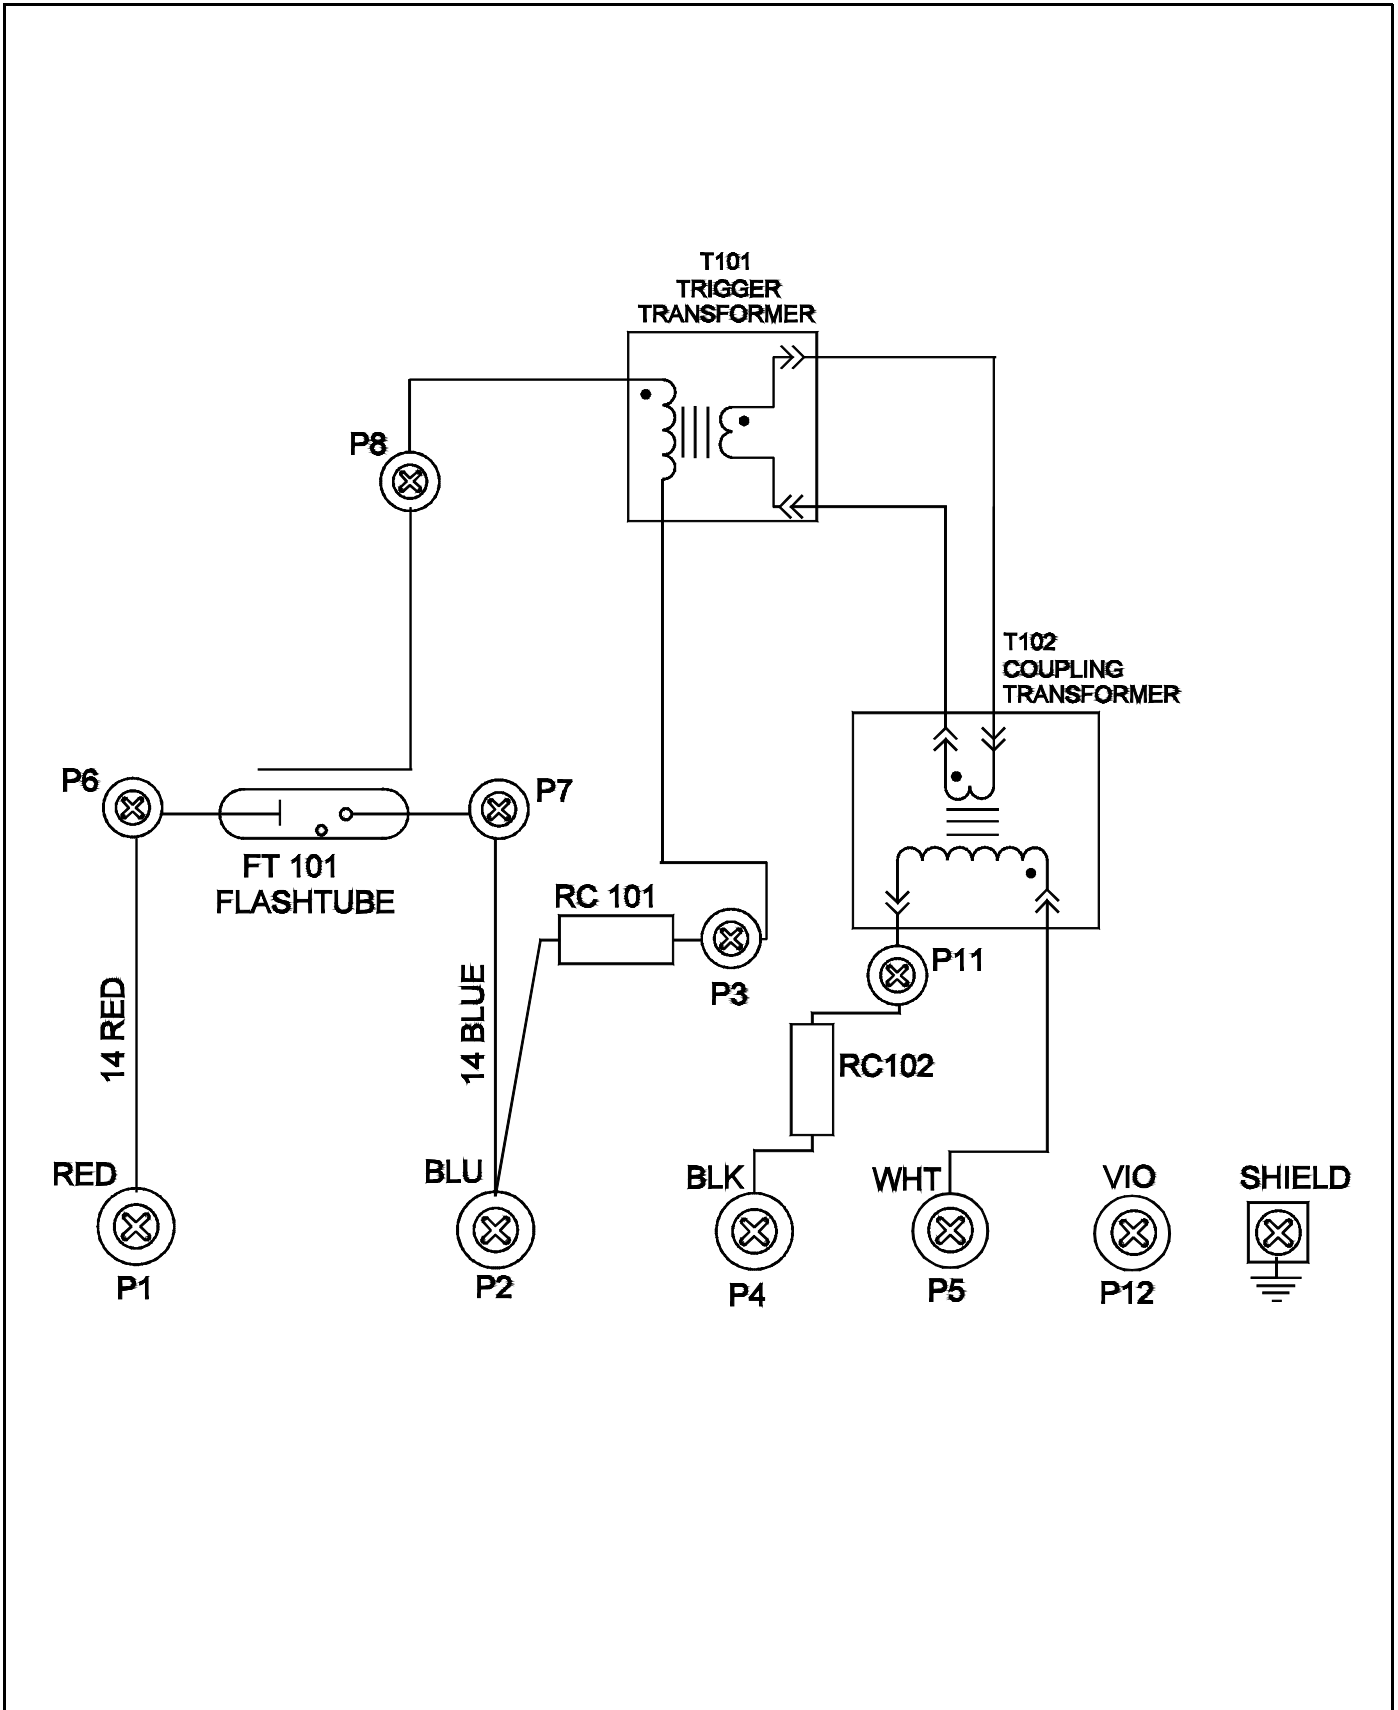 T101
TRIGGER
TRANSFORMER
P8
T102
COUPLING
TRANSFORMER
P6
P7
FT 101
FLASHTUBE
RC 101
P3
P11
14 RED
14 BLUE
RC102
RED
BLU
BLK
WHT
VIO
SHIELD
P1
P2
P4
P5
P12